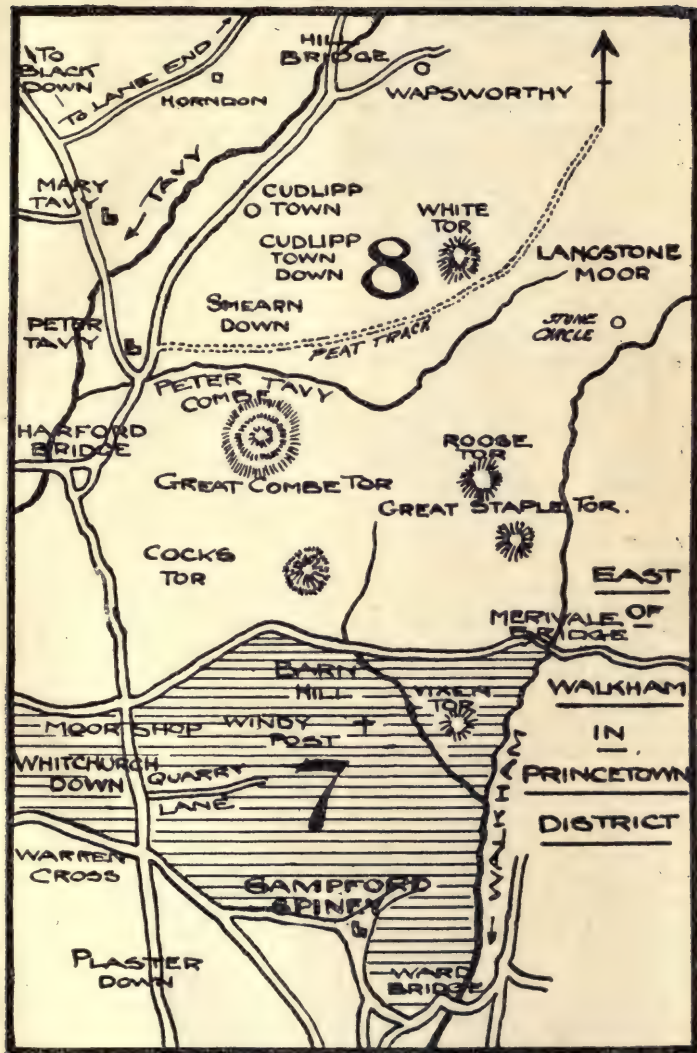 TO
BLACK
DOWN
TO LANE END
HORNDON
HILL
BRIDGE
WAPSWORTHY
MARY
TAVY
TAVY
CUDLIPP
TOWN
CUDLIPP
TOWN
DOWN
8
WHITE
TOR
LANGSTONE
MOOR
SMEARN
DOWN
PEAT TRACK
STONE
CIRCLE
PETER
TAVY
PETER TAVY
COMBE
HARFORD
BRIDGE
GREAT COMBE TOR
ROOSE
TOR
GREAT STAPLE TOR.
COCKS
TOR
MERIVALE
BRIDGE
EAST
OF
WALKHAM
IN
PRINCETOWN
DISTRICT
BARN
HILL
VIXEN
TOR
MOOR SHOP
WINDY
POST
WHITCHURCH
DOWN
QUARRY
LANE
7
WALKHAM
WARREN
CROSS
SAMPFORD
SPINEY
PLASTER
DOWN
WARD
BRIDGE